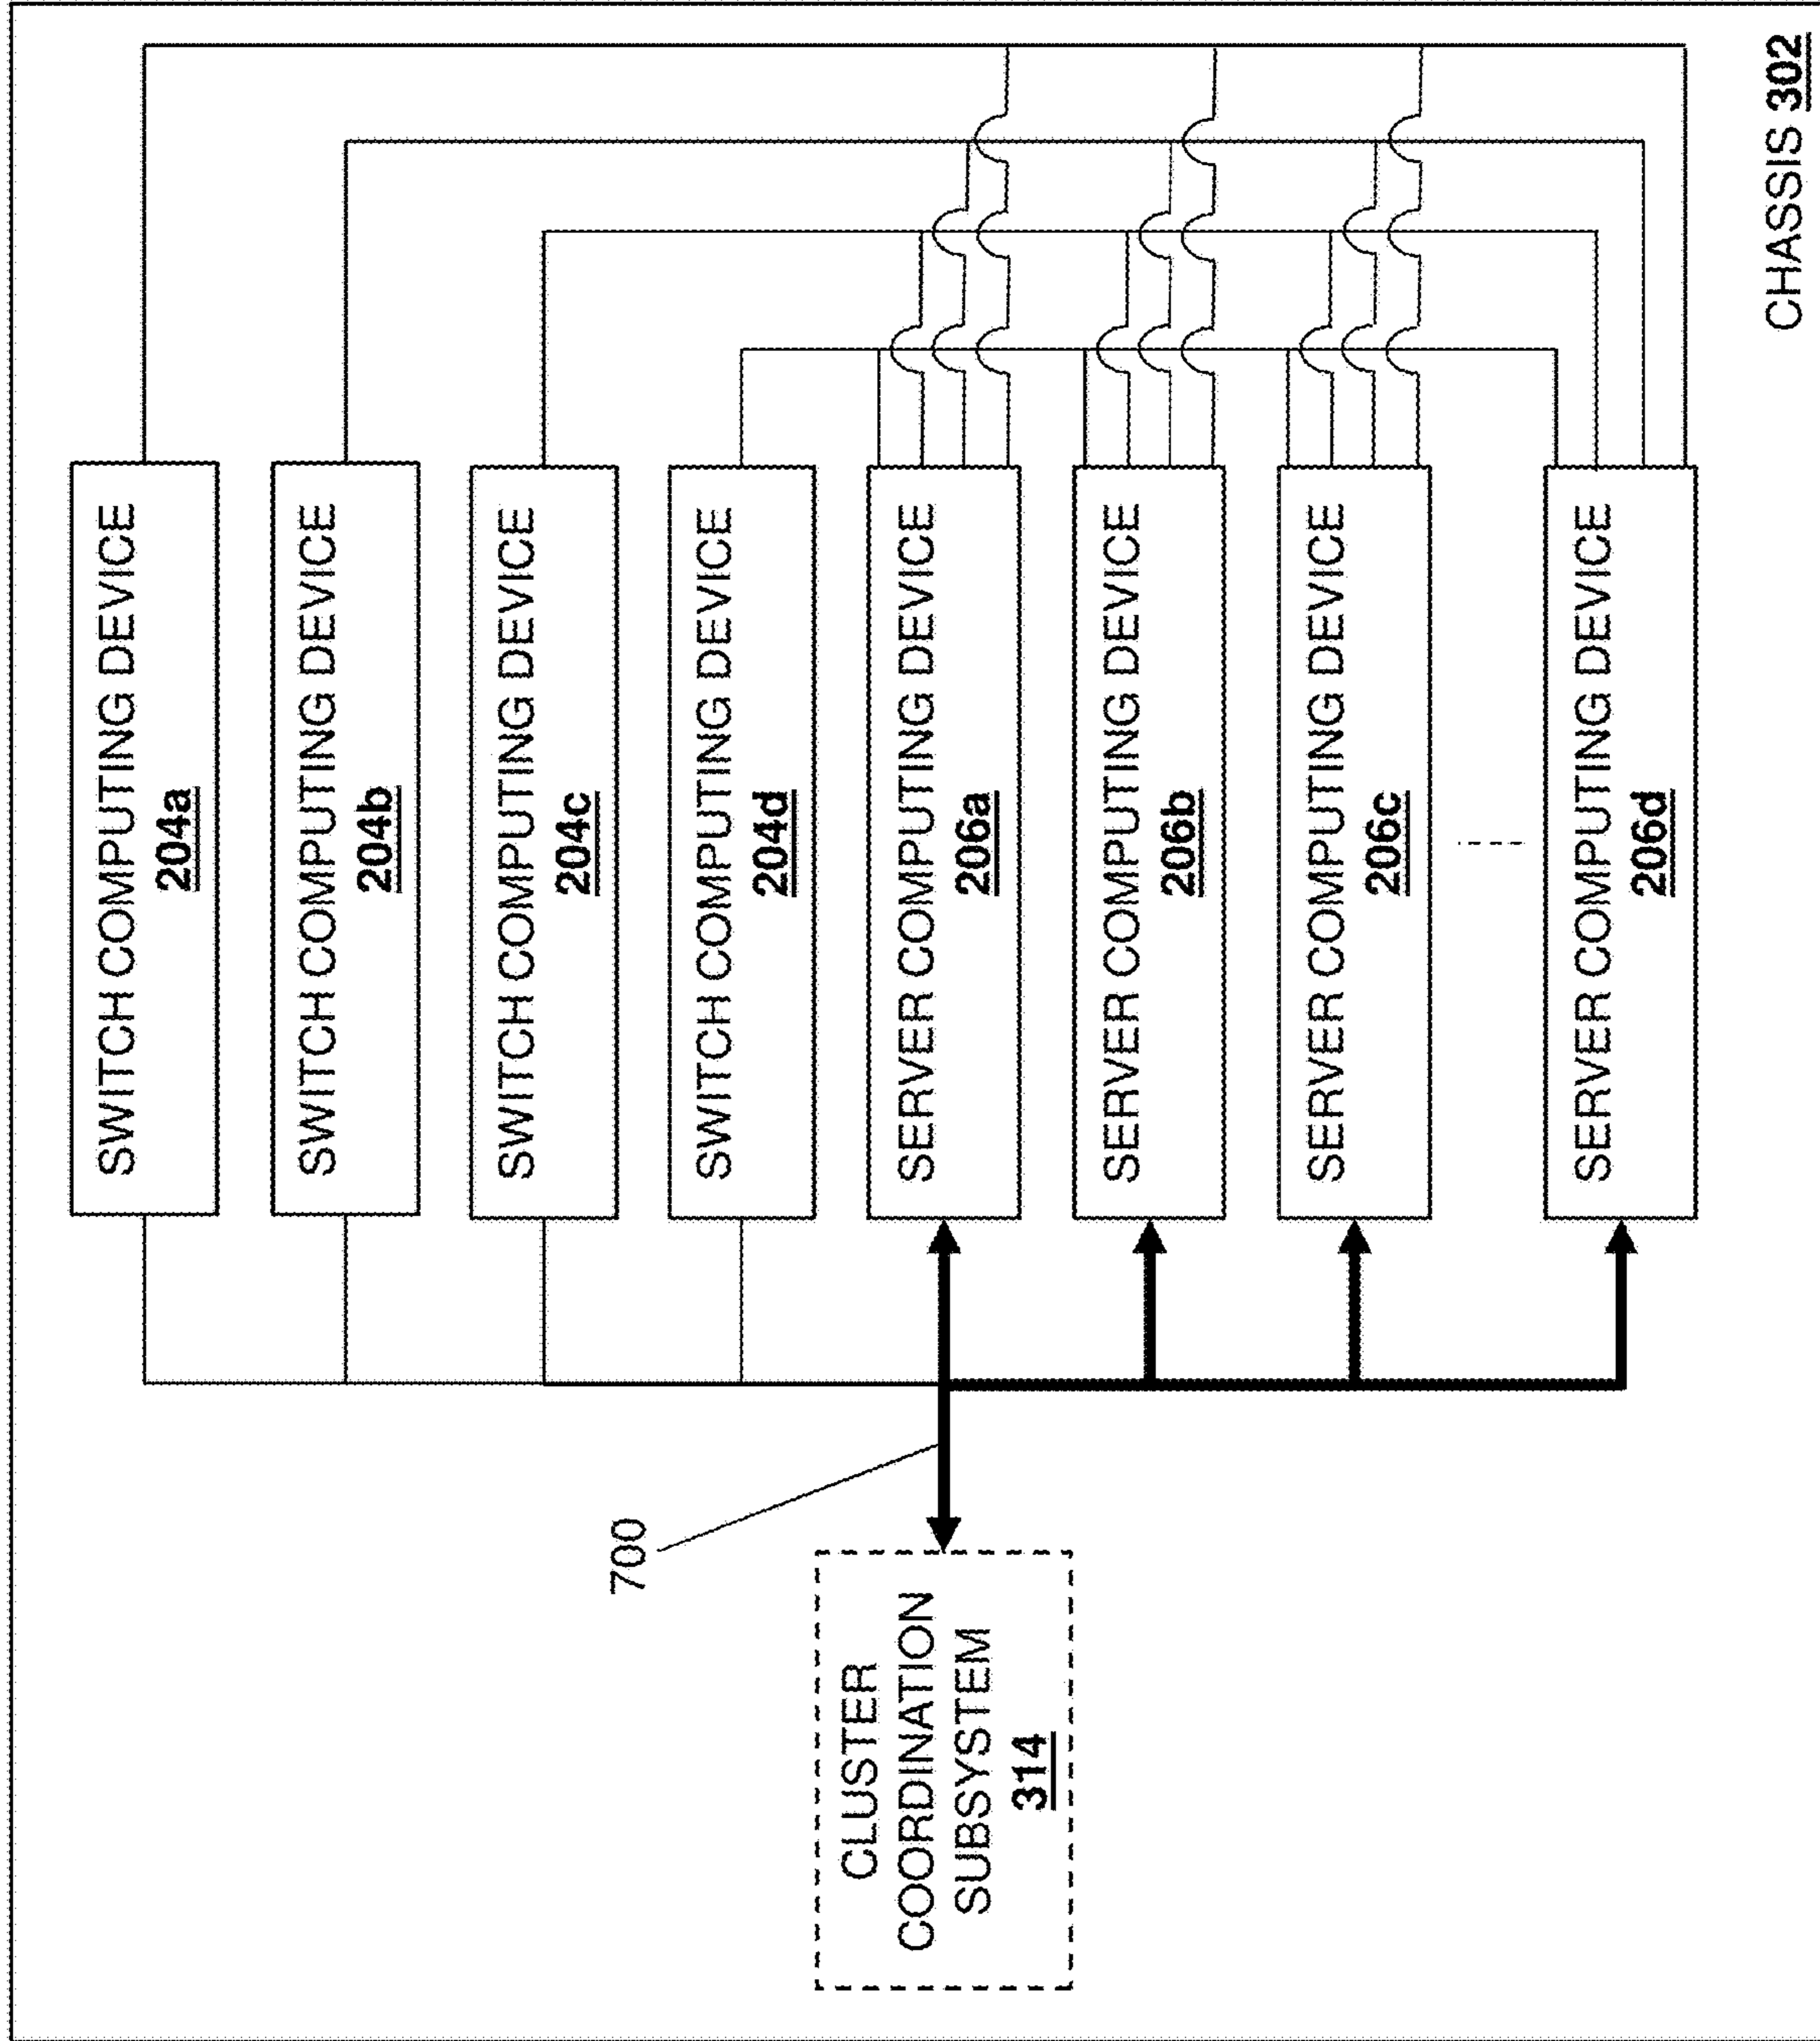 SWITCH COMPUTING DEVICE
204a
SWITCH COMPUTING DEVICE
204b
SWITCH COMPUTING DEVICE
204c
SWITCH COMPUTING DEVICE
204d
SERVER COMPUTING DEVICE
206a
SERVER COMPUTING DEVICE
206b
SERVER COMPUTING DEVICE
206c
SERVER COMPUTING DEVICE
206d
700
CLUSTER
COORDINATION
SUBSYSTEM
314
CHASSIS 302